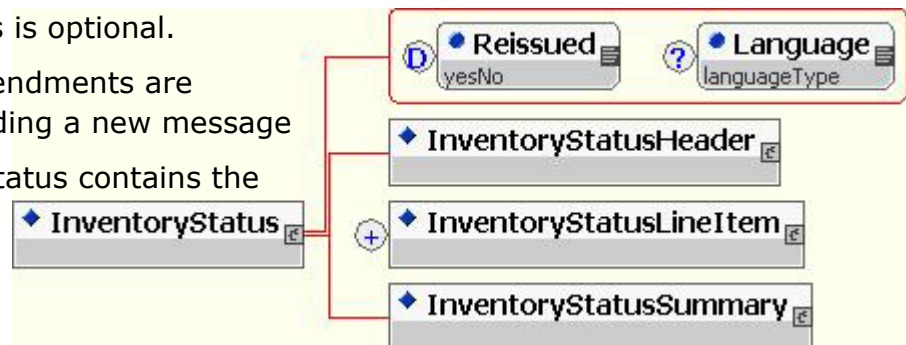 s is optional.
endments are
ding a new message
tatus contains the
D
Reissued
yesNo
?
Language
languageType
InventoryStatusHeader
InventoryStatus
+
InventoryStatusLineItem
InventoryStatusSummary